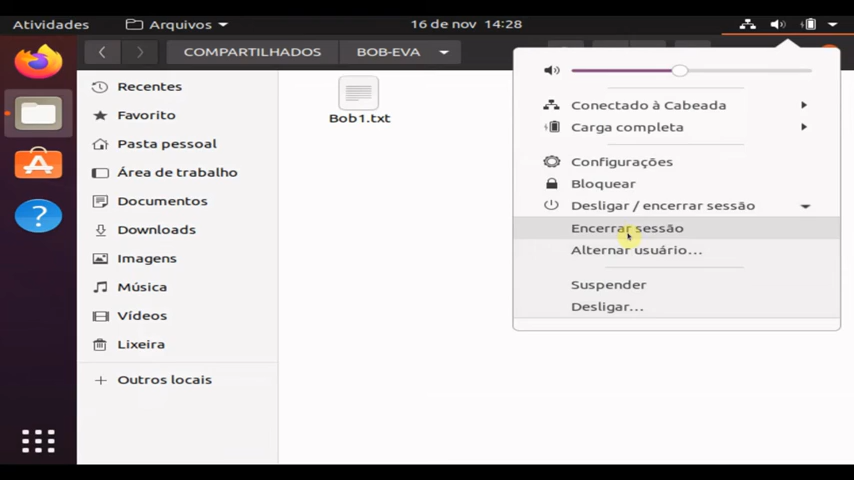 Atividades
Arquivos
16 de nov 14:28
COMPARTILHADOS
BOB-EVA
Recentes
Favorito
Pasta pessoal
Área de trabalho
Documentos
Downloads
Imagens
Música
Vídeos
Lixeira
+ Outros locais
Bob1.txt
Conectado à Cabeada
Carga completa
Configurações
Bloquear
Desligar / encerrar sessão
Encerrar sessão
Alternar usuário...
Suspender
Desligar...